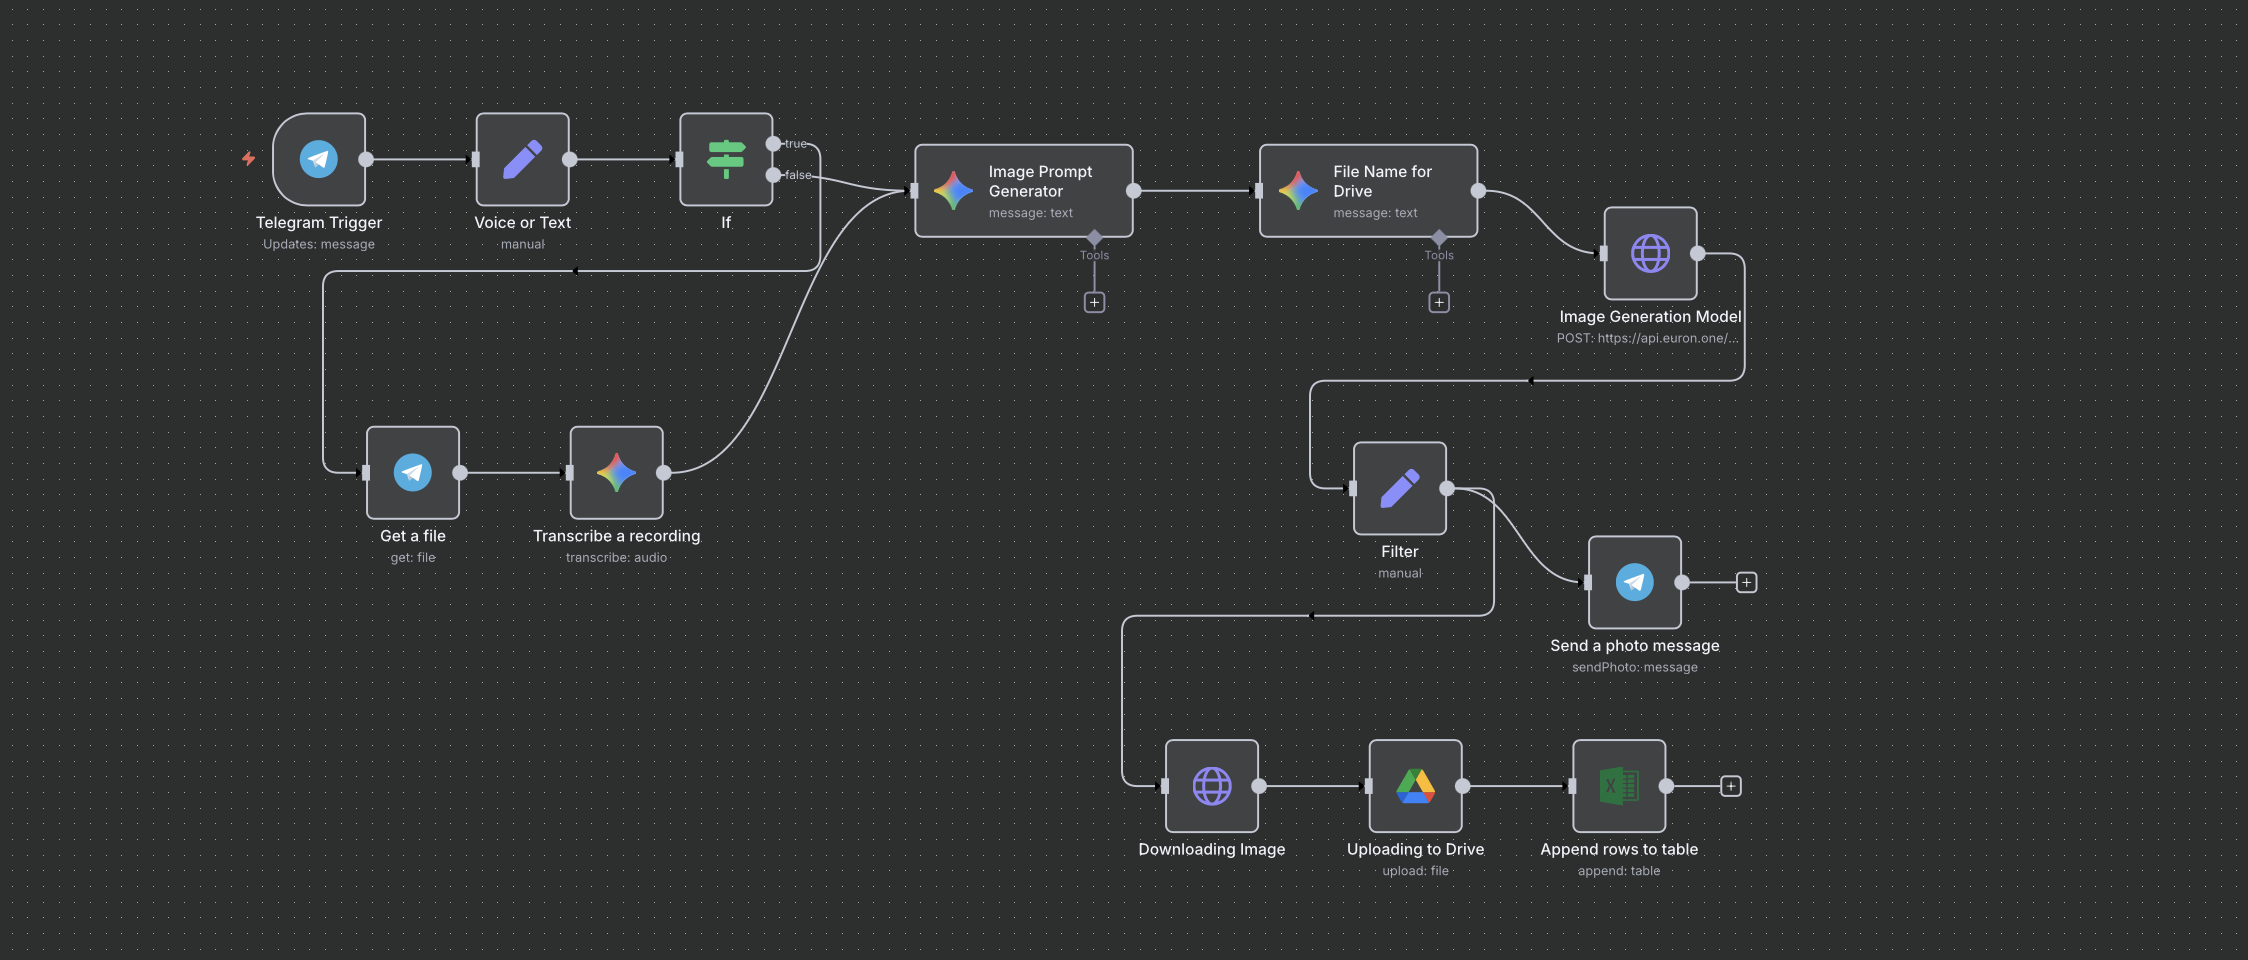 Telegram Trigger
Updates: message
Voice or Text
manual
If
true
false
Image Prompt
Generator
message: text
Tools
File Name for
Drive
message: text
Tools
Image Generation Model
POST: https://api.euron.one/...
Get a file
get: file
Transcribe a recording
transcribe: audio
Filter
manual
Send a photo message
sendPhoto: message
Downloading Image
Uploading to Drive
upload: file
X
Append rows to table
append: table